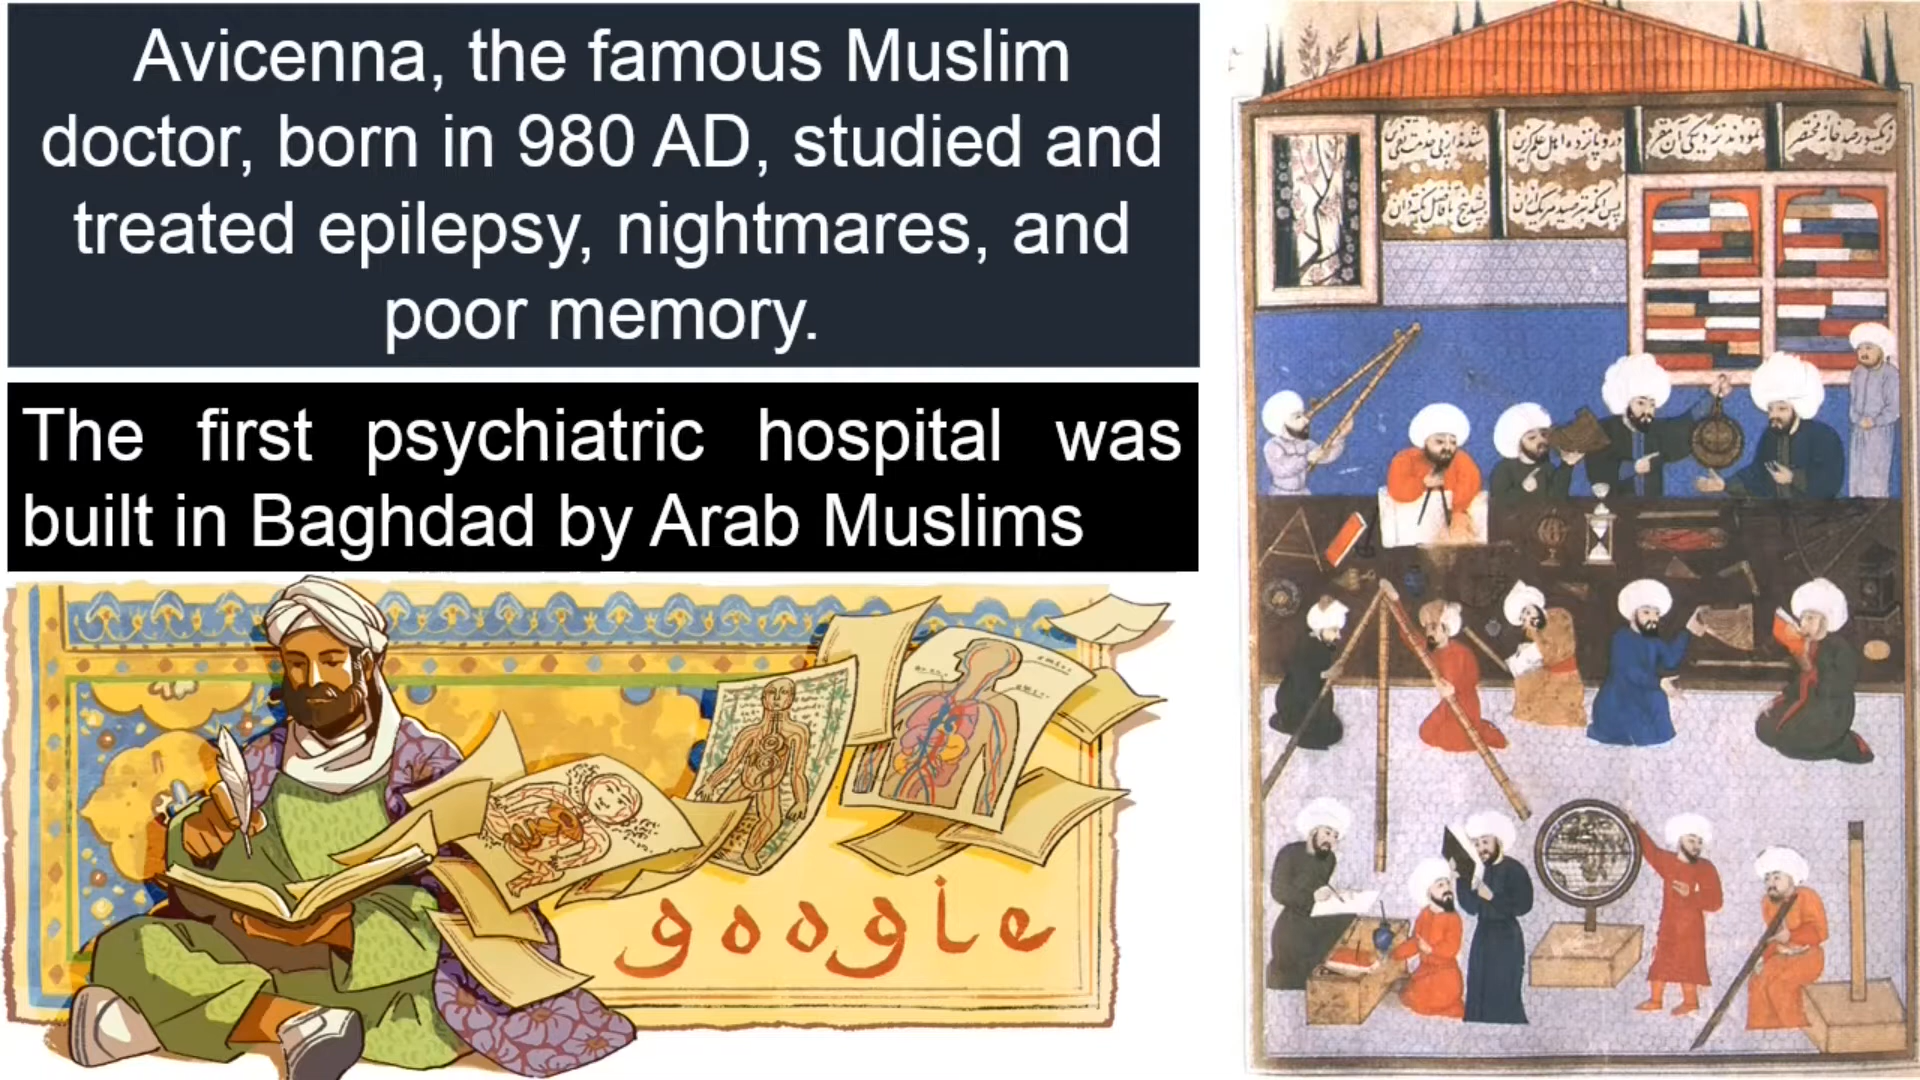 Avicenna, the famous Muslim
doctor, born in 980 AD, studied and
treated epilepsy, nightmares, and
poor memory.
The first psychiatric hospital was
built in Baghdad by Arab Muslims
google